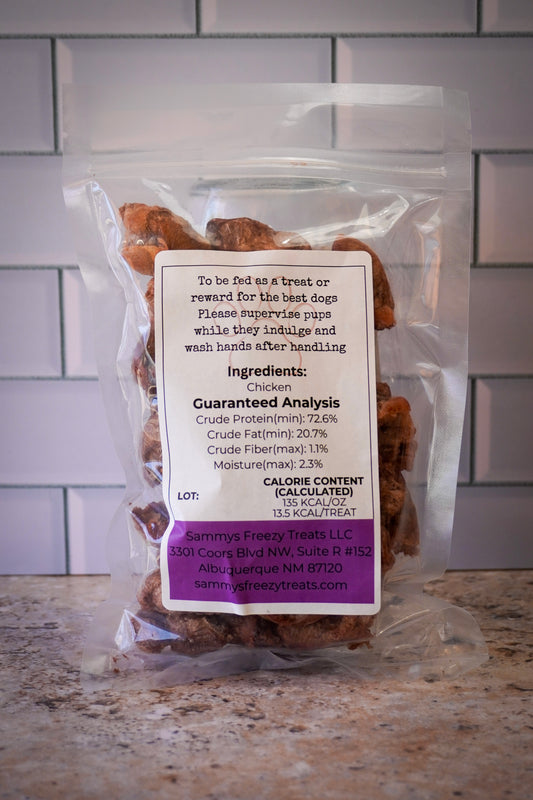 To be fed as a treat or
reward for the best dogs
Please supervise pups
while they indulge and
wash hands after handling
Ingredients:
Chicken
Guaranteed Analysis
Crude Protein(min): 72.6%
Crude Fat(min): 20.7%
Crude Fiber(max): 1.1%
Moisture(max): 2.3%
CALORIE CONTENT
(CALCULATED)
LOT:
135 KCAL/OZ
13.5 KCAL/TREAT
Sammys Freezy Treats LLC
3301 Coors Blvd NW, Suite R #152
Albuquerque NM 87120
sammysfreezytreats.com